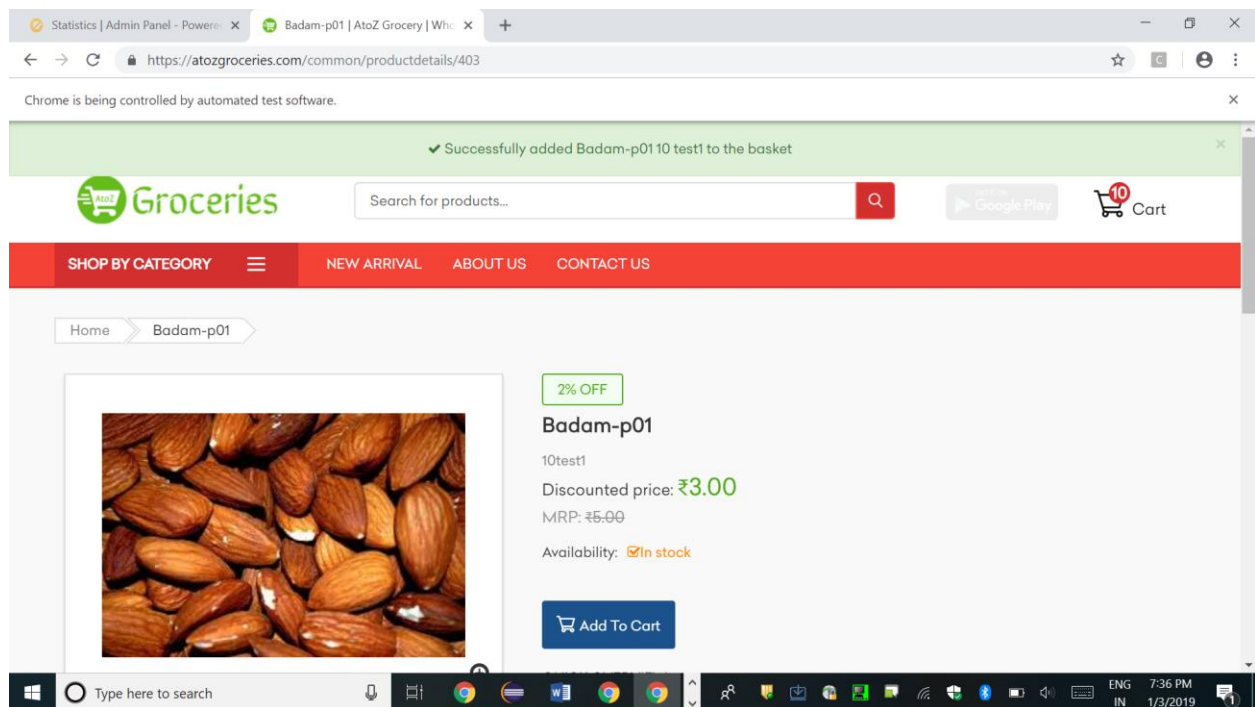 Statistics | Admin Panel - Powere
Badam-p01 | AtoZ Grocery | Who
https://atozgroceries.com/common/productdetails/403
C
Chrome is being controlled by automated test software.
Successfully added Badam-p01 10 test1 to the basket
AtoZ Groceries
Search for products...
Google Play
10
Cart
SHOP BY CATEGORY
NEW ARRIVAL ABOUT US CONTACT US
Home Badam-p01
2% OFF
Badam-p01
10test1
Discounted price: ₹3.00
MRP: ₹5.00
Availability: In stock
Add To Cart
Type here to search
ENG
IN
7:36 PM
1/3/2019
1